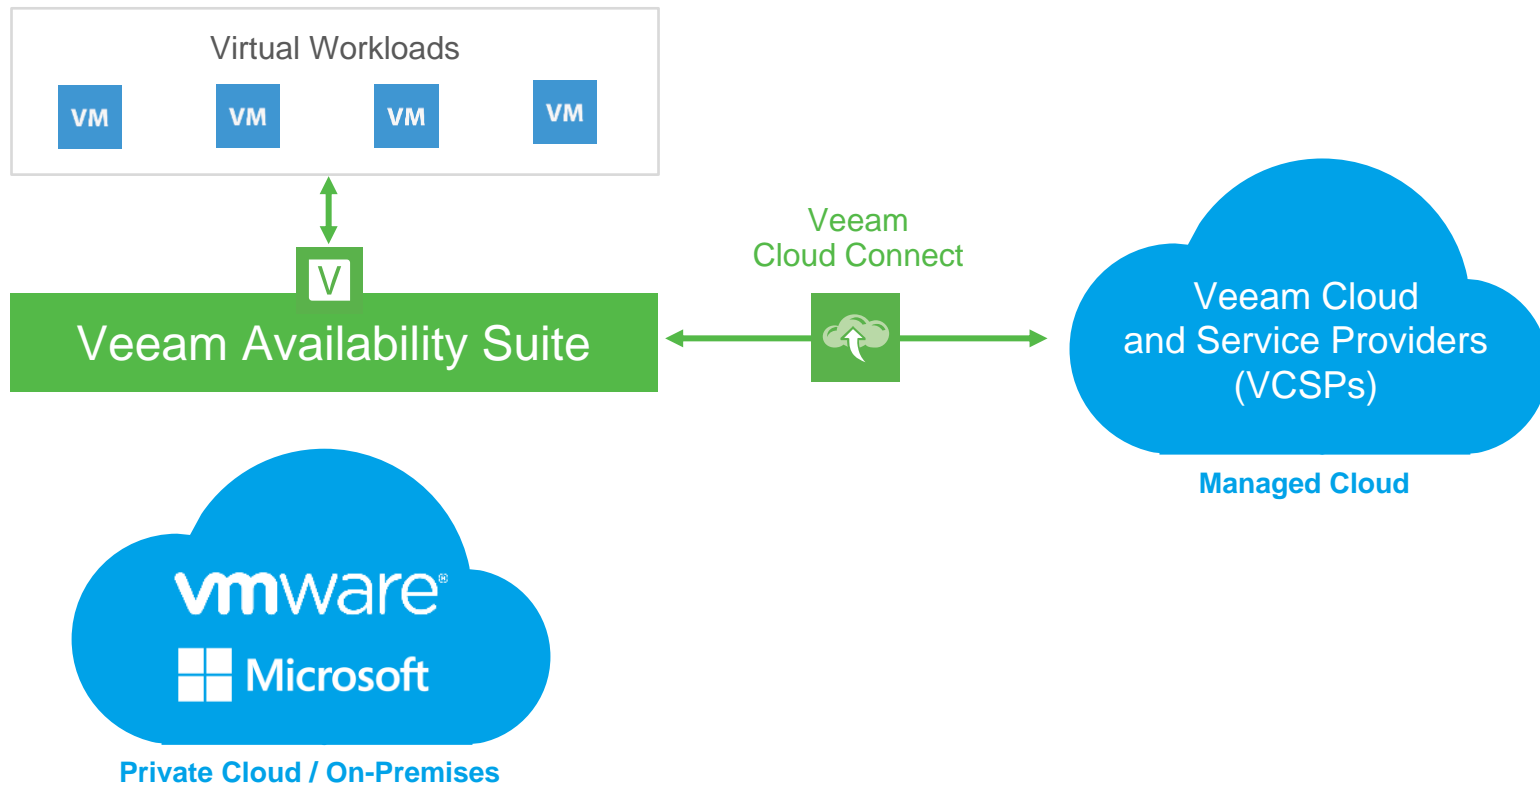 Virtual Workloads
VM VM VM VM
V
Veeam Availability Suite
Veeam
Cloud Connect
Veeam Cloud
and Service Providers
(VCSPs)
Managed Cloud
vmware®
Microsoft
Private Cloud / On-Premises